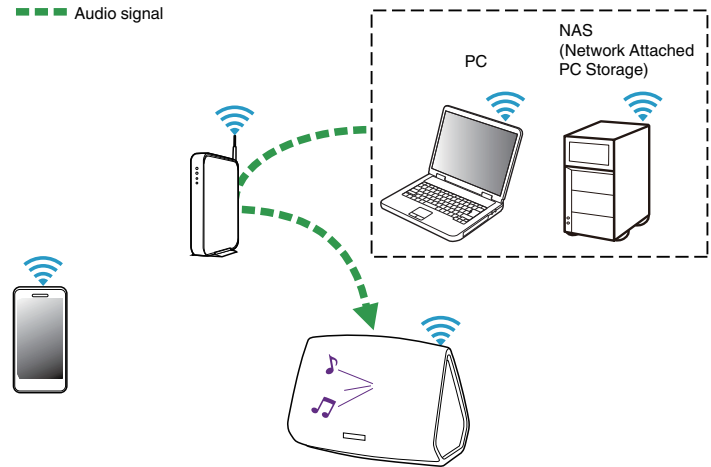 Audio signal
PC
NAS
(Network Attached
PC Storage)